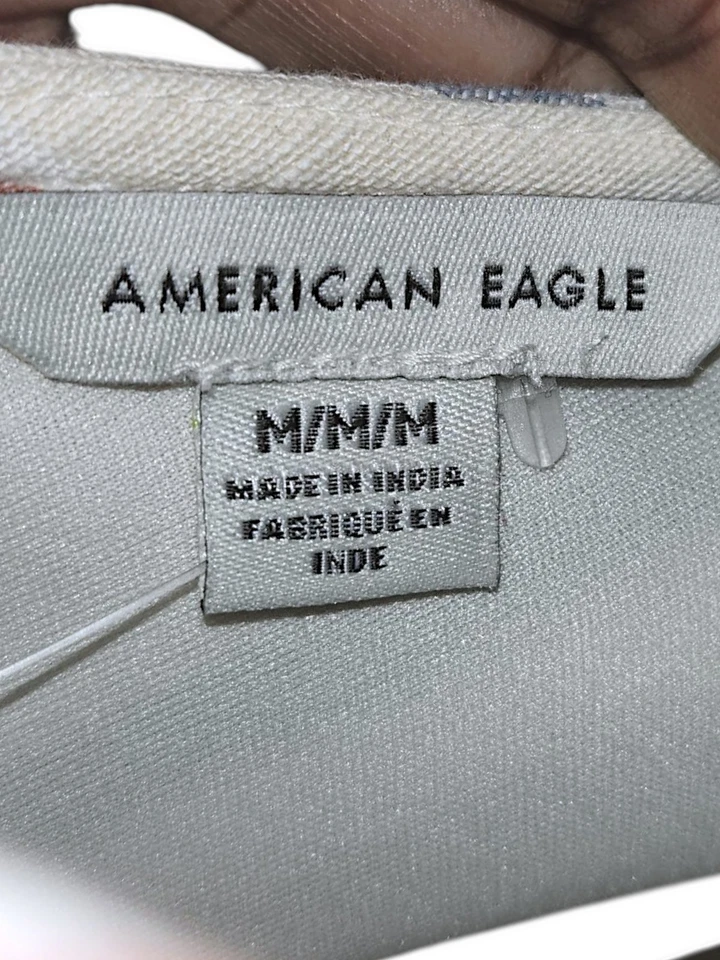 AMERICAN EAGLE
M/M/M
MADE IN INDIA
FABRIQUÉ EN
INDE